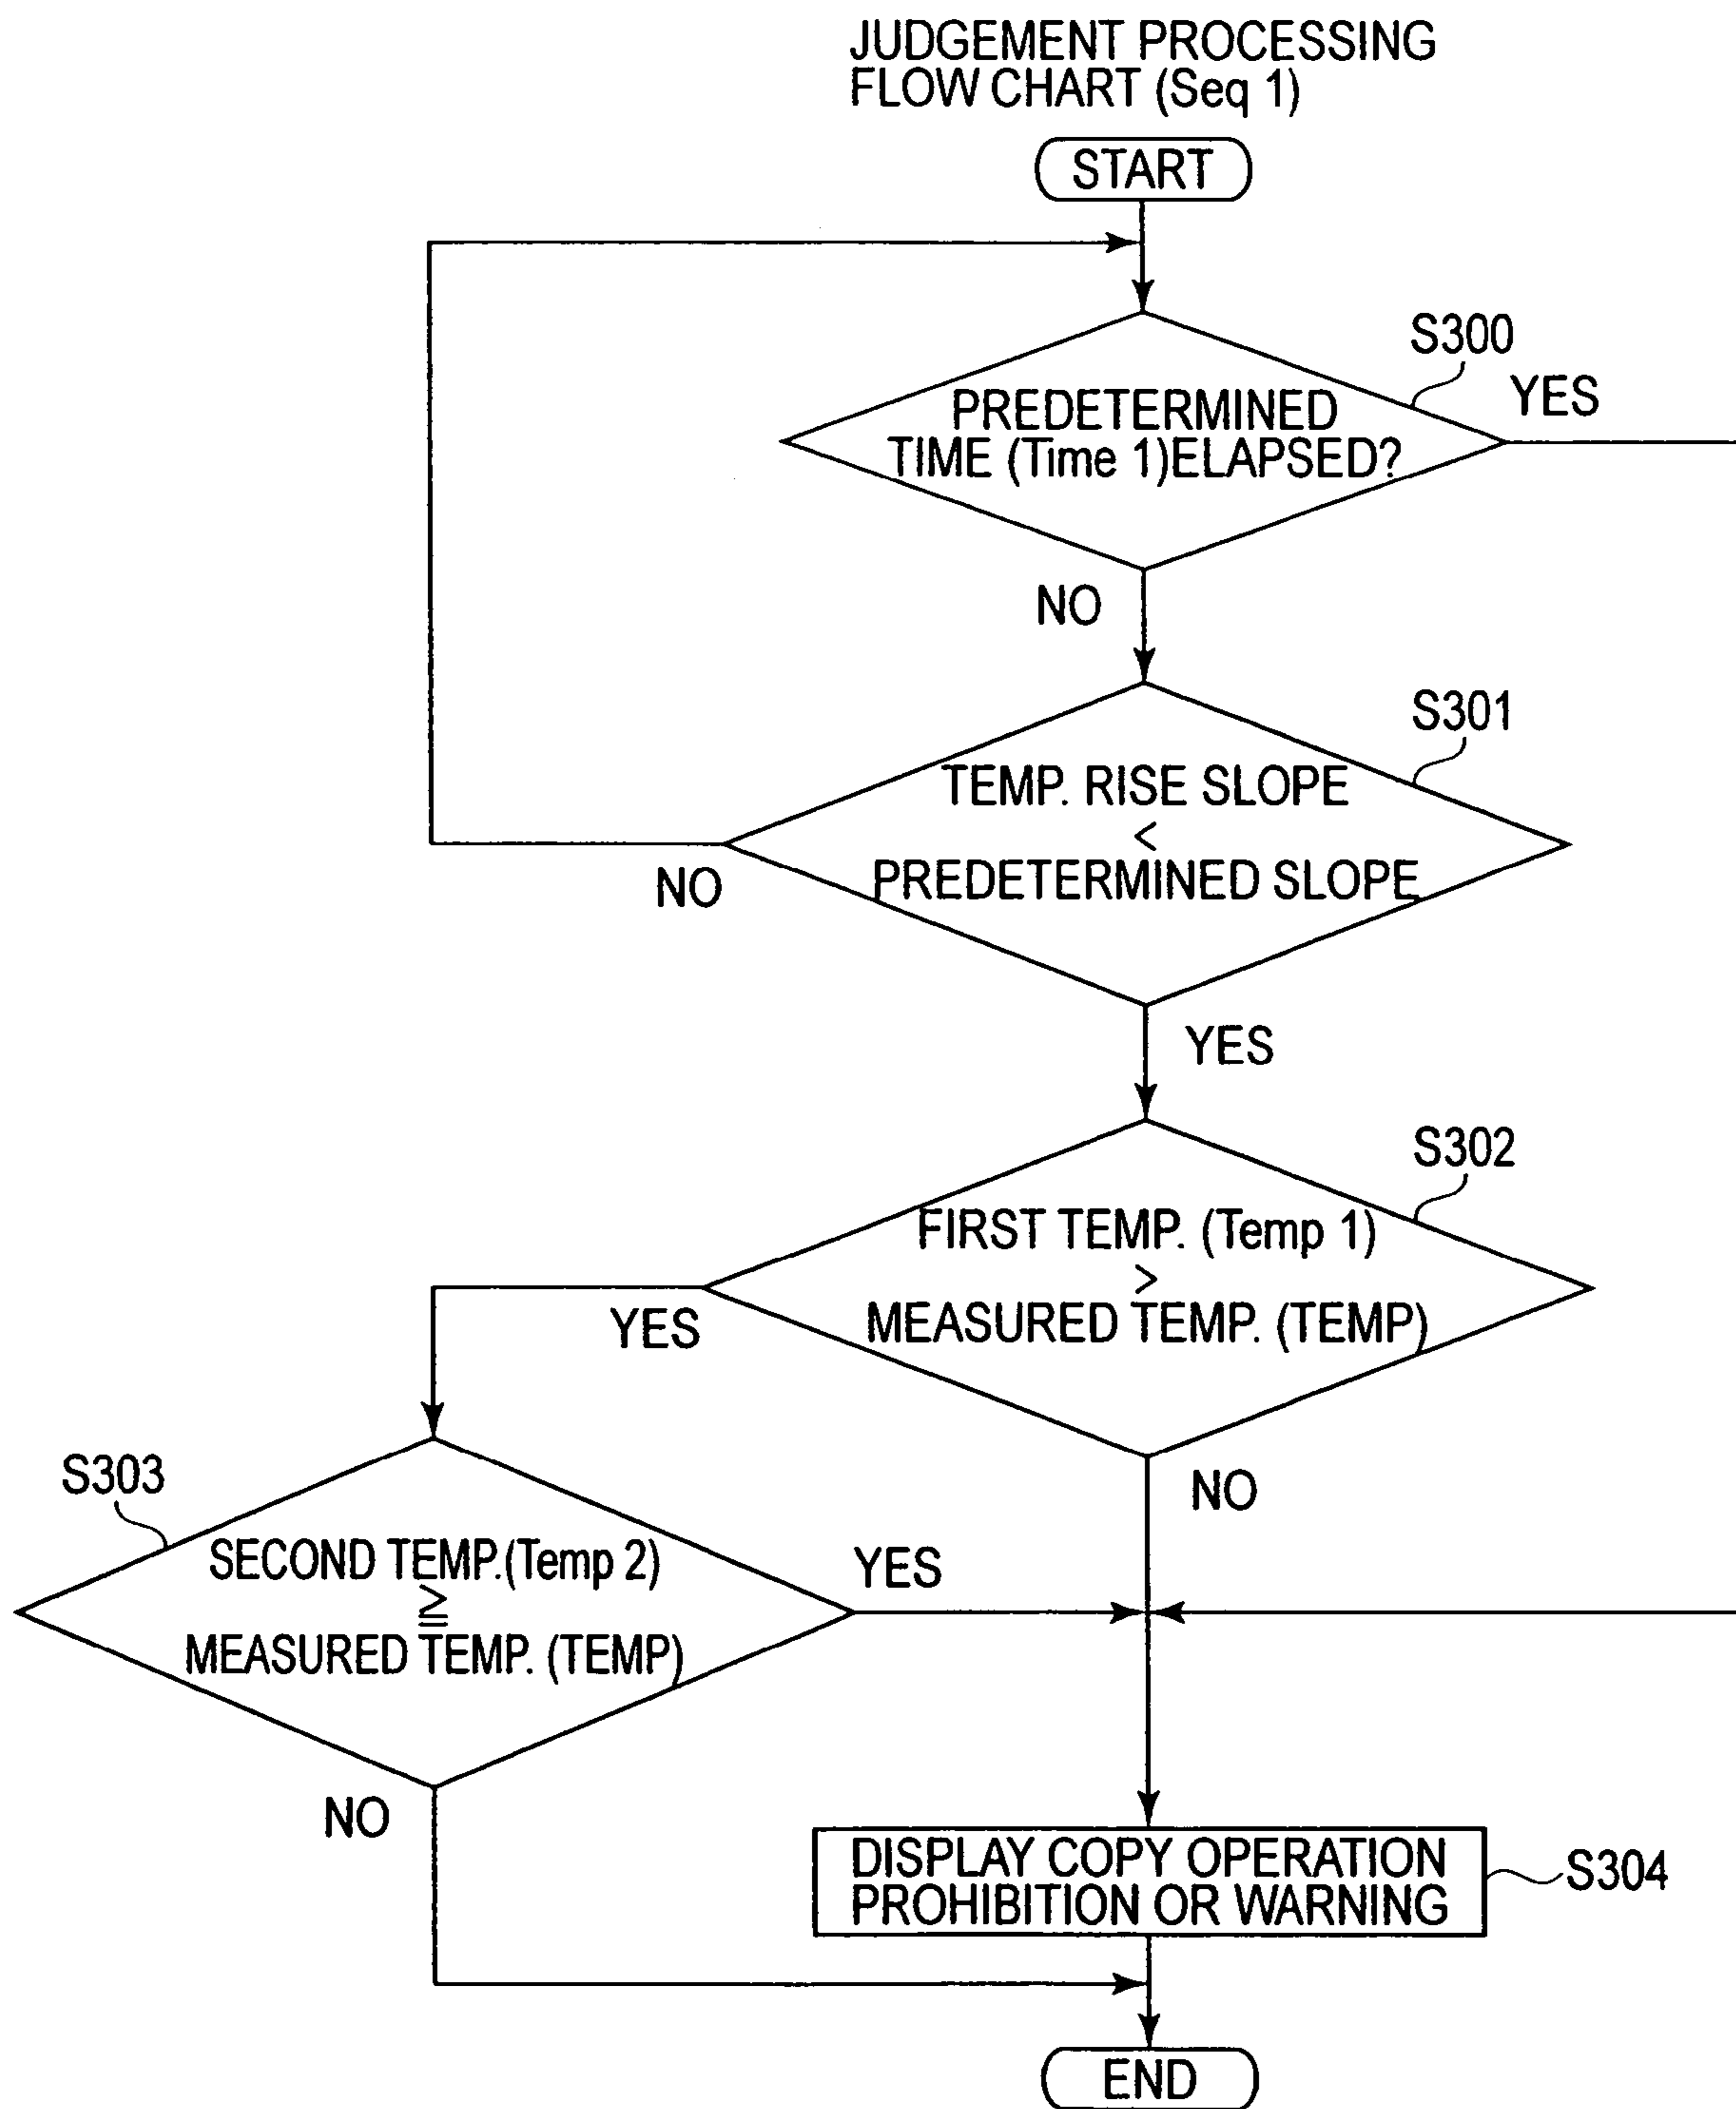 JUDGEMENT PROCESSING
FLOW CHART (Seq 1)
START
S300
PREDETERMINED
TIME (Time 1)ELAPSED?
YES
NO
S301
TEMP. RISE SLOPE
<
PREDETERMINED SLOPE
NO
YES
S302
FIRST TEMP. (Temp 1)
>
MEASURED TEMP. (TEMP)
YES
NO
S303
SECOND TEMP.(Temp 2)
≧
MEASURED TEMP. (TEMP)
YES
NO
DISPLAY COPY OPERATION
PROHIBITION OR WARNING
S304
END